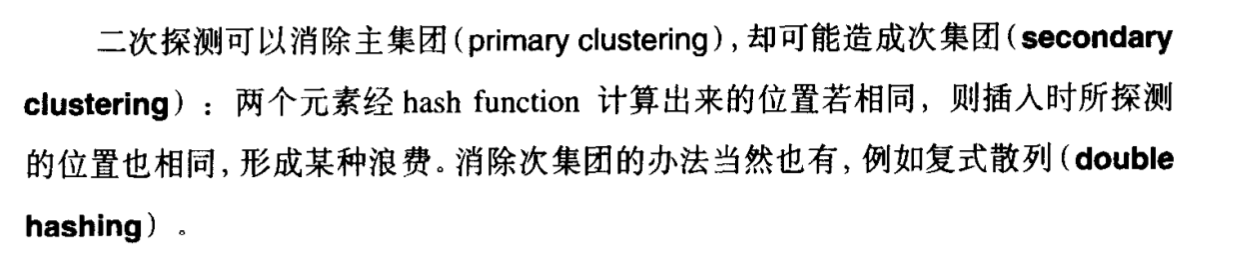 二次探测可以消除主集团(primary clustering),却可能造成次集团(secondary
clustering):两个元素经 hash function 计算出来的位置若相同,则插入时所探测
的位置也相同,形成某种浪费。消除次集团的办法当然也有,例如复式散列(double
hashing)。